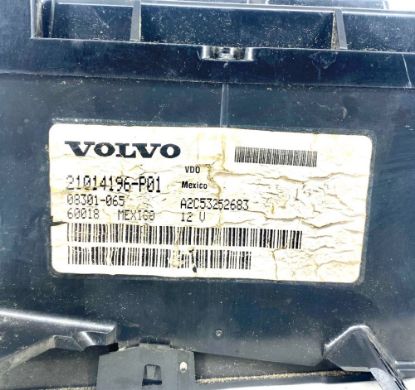 VOLVO
VDO
21014196-P01 Mexico
08301-065 A2C53252683
60018 MEXICO 12 V